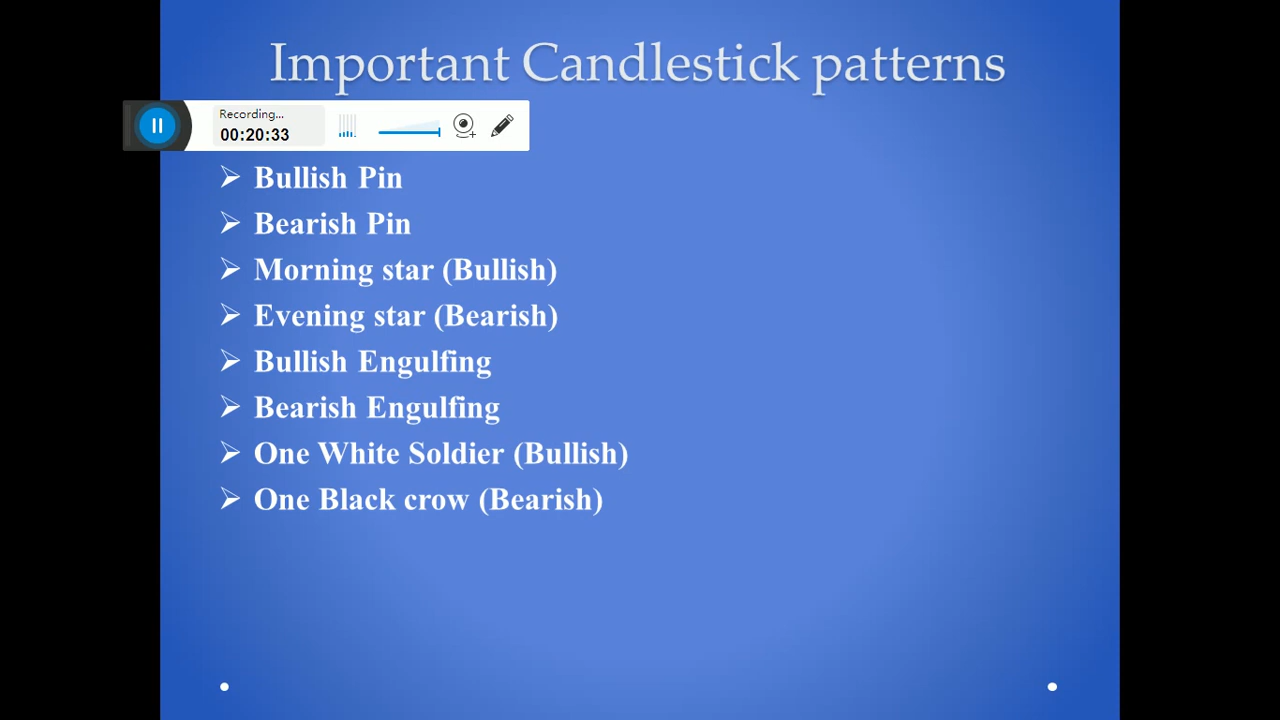 Important Candlestick patterns
Recording...
00:20:33
Bullish Pin
Bearish Pin
Morning star (Bullish)
Evening star (Bearish)
Bullish Engulfing
Bearish Engulfing
One White Soldier (Bullish)
One Black crow (Bearish)